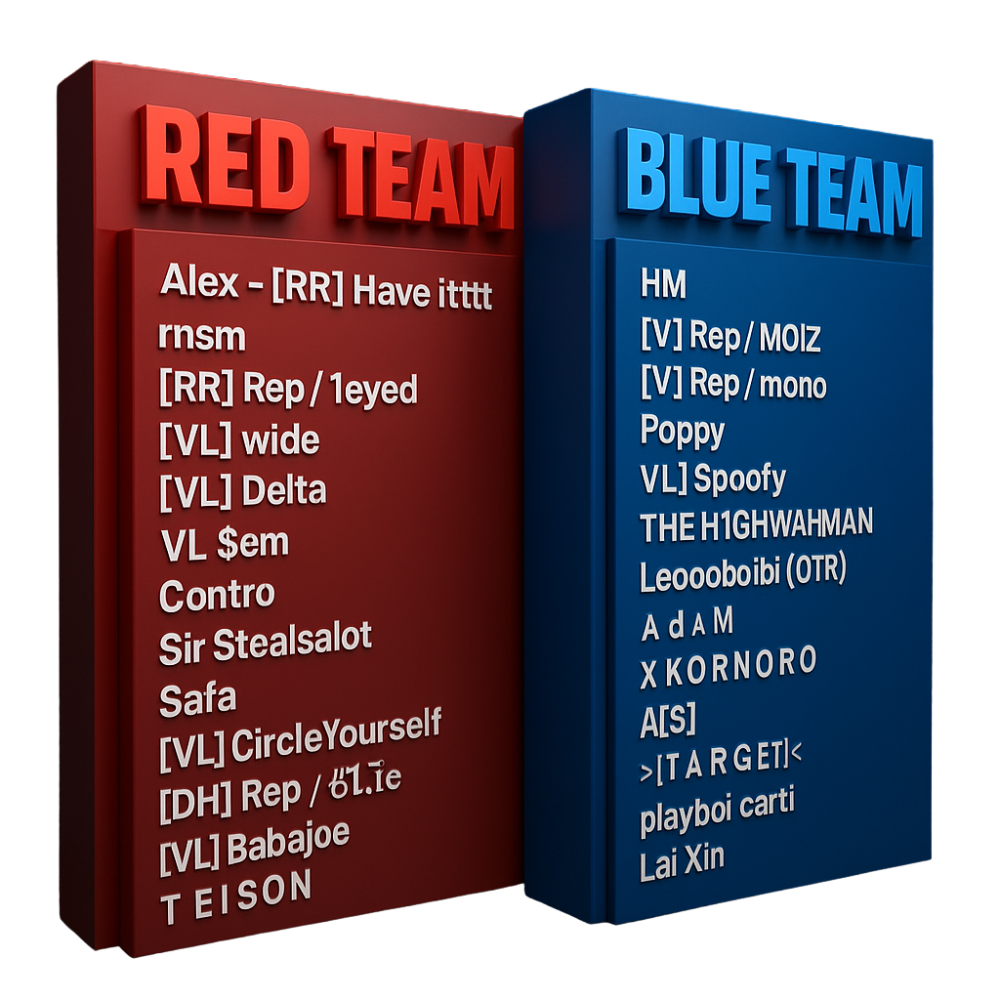 RED TEAM
Alex - [RR] Have itttt
rnsm
[RR] Rep / 1eyed
[VL] wide
[VL] Delta
VL $em
Contro
Sir Stealsalot
Safa
[VL] CircleYourself
[DH] Rep /
[VL] Babajoe
T E I S O N
BLUE TEAM
HM
[V] Rep / MOIZ
[V] Rep / mono
Poppy
VL] Spoofy
THE H1GHWAHMAN
Leoooboibi (OTR)
A d A M
X K O R N O R O
A[S]
>[T A R G E T]<
playboi carti
Lai Xin